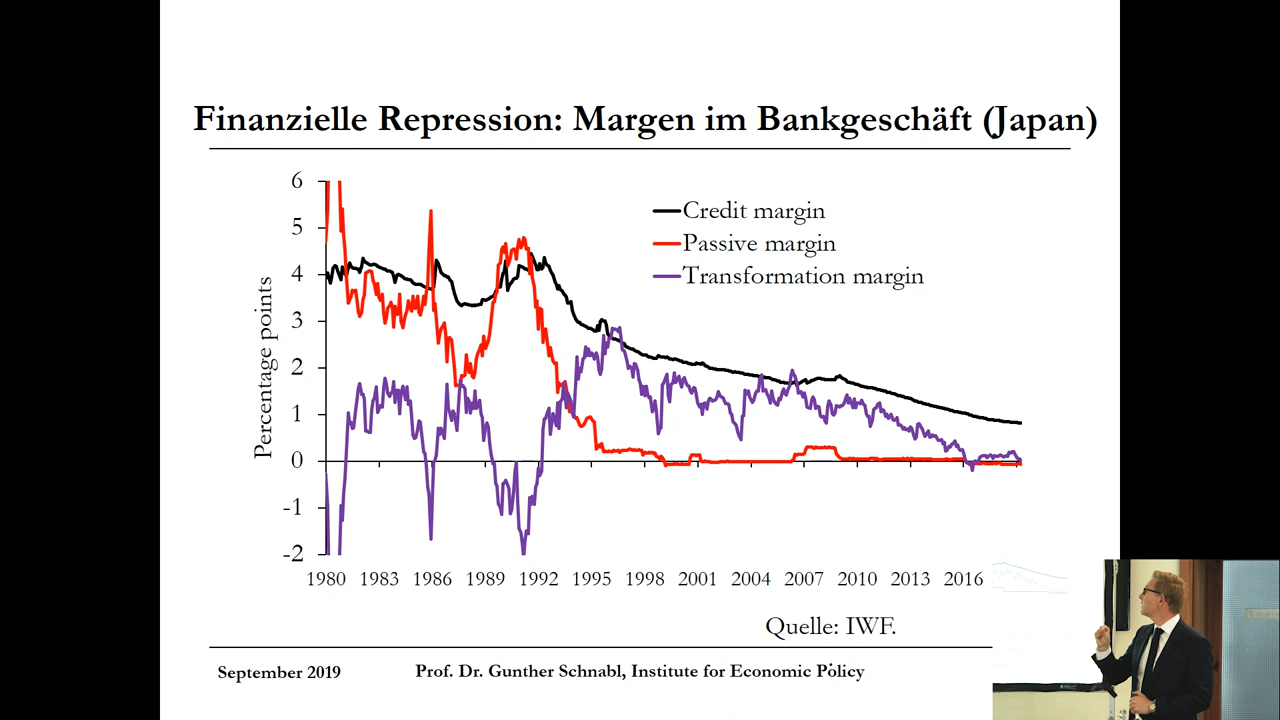 Finanzielle Repression: Margen im Bankgeschäft (Japan)
Percentage points
6
5
4
3
2
1
0
-1
-2
Credit margin
Passive margin
Transformation margin
1980 1983 1986 1989 1992 1995 1998 2001 2004 2007 2010 2013 2016
Quelle: IWF.
September 2019 Prof. Dr. Gunther Schnabl, Institute for Economic Policy